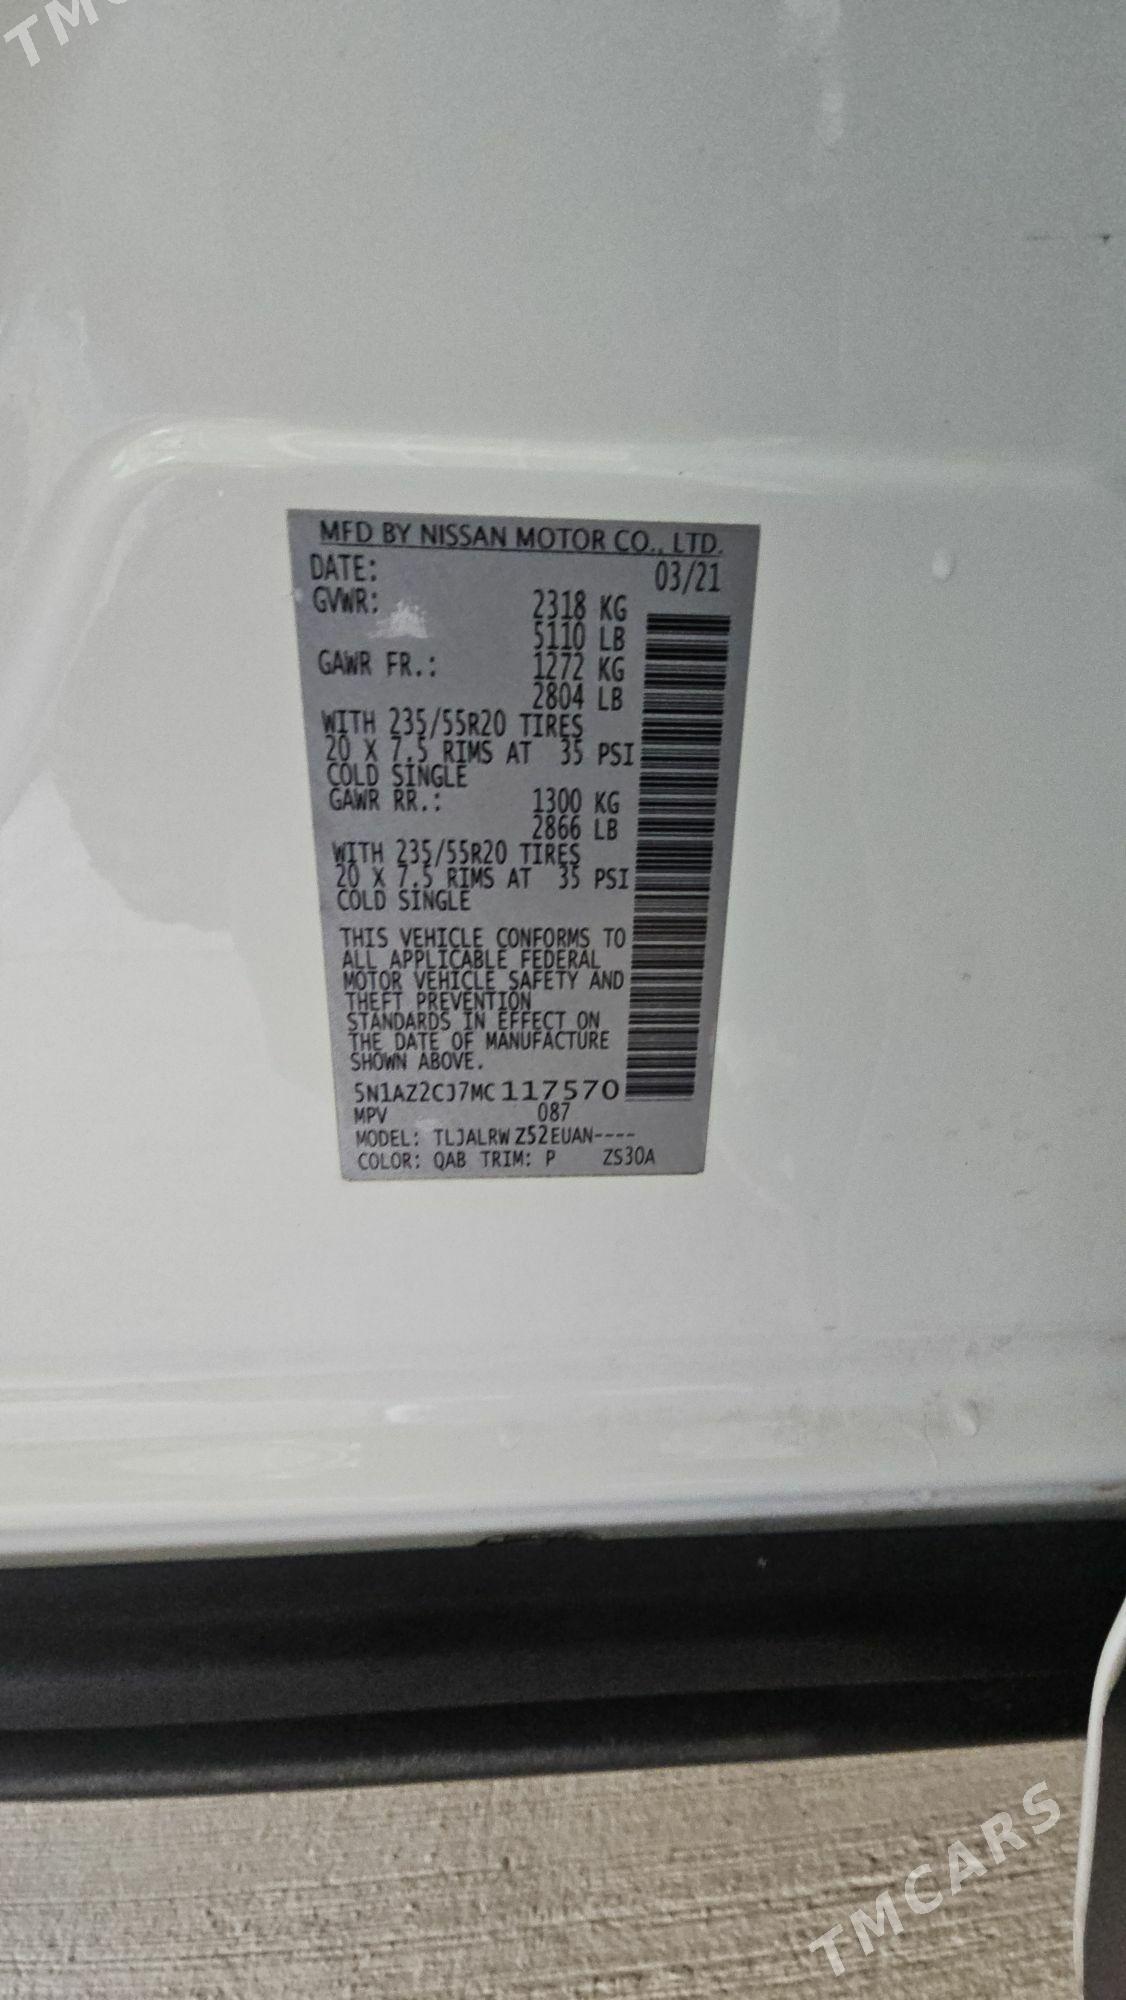 TMC
MFD BY NISSAN MOTOR CO., LTD.
DATE: 03/21
GVWR: 2318 KG
5110 LB
GAWR FR.: 1272 KG
2804 LB
WITH 235/55R20 TIRES
20 X 7.5 RIMS AT 35 PSI
COLD SINGLE
GAWR RR.: 1300 KG
2866 LB
WITH 235/55R20 TIRES
20 X 7.5 RIMS AT 35 PSI
COLD SINGLE
THIS VEHICLE CONFORMS TO
ALL APPLICABLE FEDERAL
MOTOR VEHICLE SAFETY AND
THEFT PREVENTION
STANDARDS IN EFFECT ON
THE DATE OF MANUFACTURE
SHOWN ABOVE.
5N1AZ2CJ7MC117570
MPV 087
MODEL: TLJALRW Z52EUAN----
COLOR: QAB TRIM: P ZS30A
TMCARS